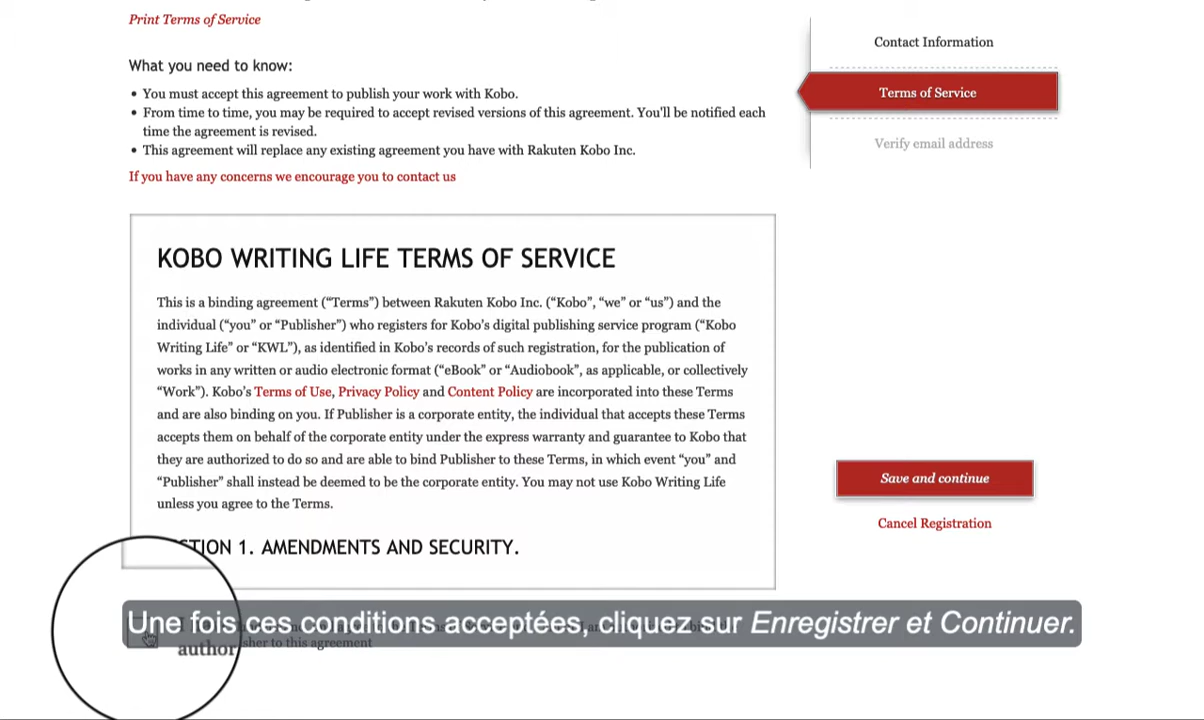 Print Terms of Service
What you need to know:
• You must accept this agreement to publish your work with Kobo.
• From time to time, you may be required to accept revised versions of this agreement. You'll be notified each
time the agreement is revised.
• This agreement will replace any existing agreement you have with Rakuten Kobo Inc.
If you have any concerns we encourage you to contact us
KOBO WRITING LIFE TERMS OF SERVICE
This is a binding agreement (“Terms”) between Rakuten Kobo Inc. (“Kobo”, “we” or “us”) and the
individual (“you” or “Publisher”) who registers for Kobo’s digital publishing service program (“Kobo
Writing Life” or “KWL”), as identified in Kobo’s records of such registration, for the publication of
works in any written or audio electronic format (“eBook” or “Audiobook”, as applicable, or collectively
“Work”). Kobo’s Terms of Use, Privacy Policy and Content Policy are incorporated into these Terms
and are also binding on you. If Publisher is a corporate entity, the individual that accepts these Terms
accepts them on behalf of the corporate entity under the express warranty and guarantee to Kobo that
they are authorized to do so and are able to bind Publisher to these Terms, in which event “you” and
“Publisher” shall instead be deemed to be the corporate entity. You may not use Kobo Writing Life
unless you agree to the Terms.
TION 1. AMENDMENTS AND SECURITY.
Une fois ces conditions acceptées, cliquez sur Enregistrer et Continuer.
author sher to this agreement
Contact Information
Terms of Service
Verify email address
Save and continue
Cancel Registration